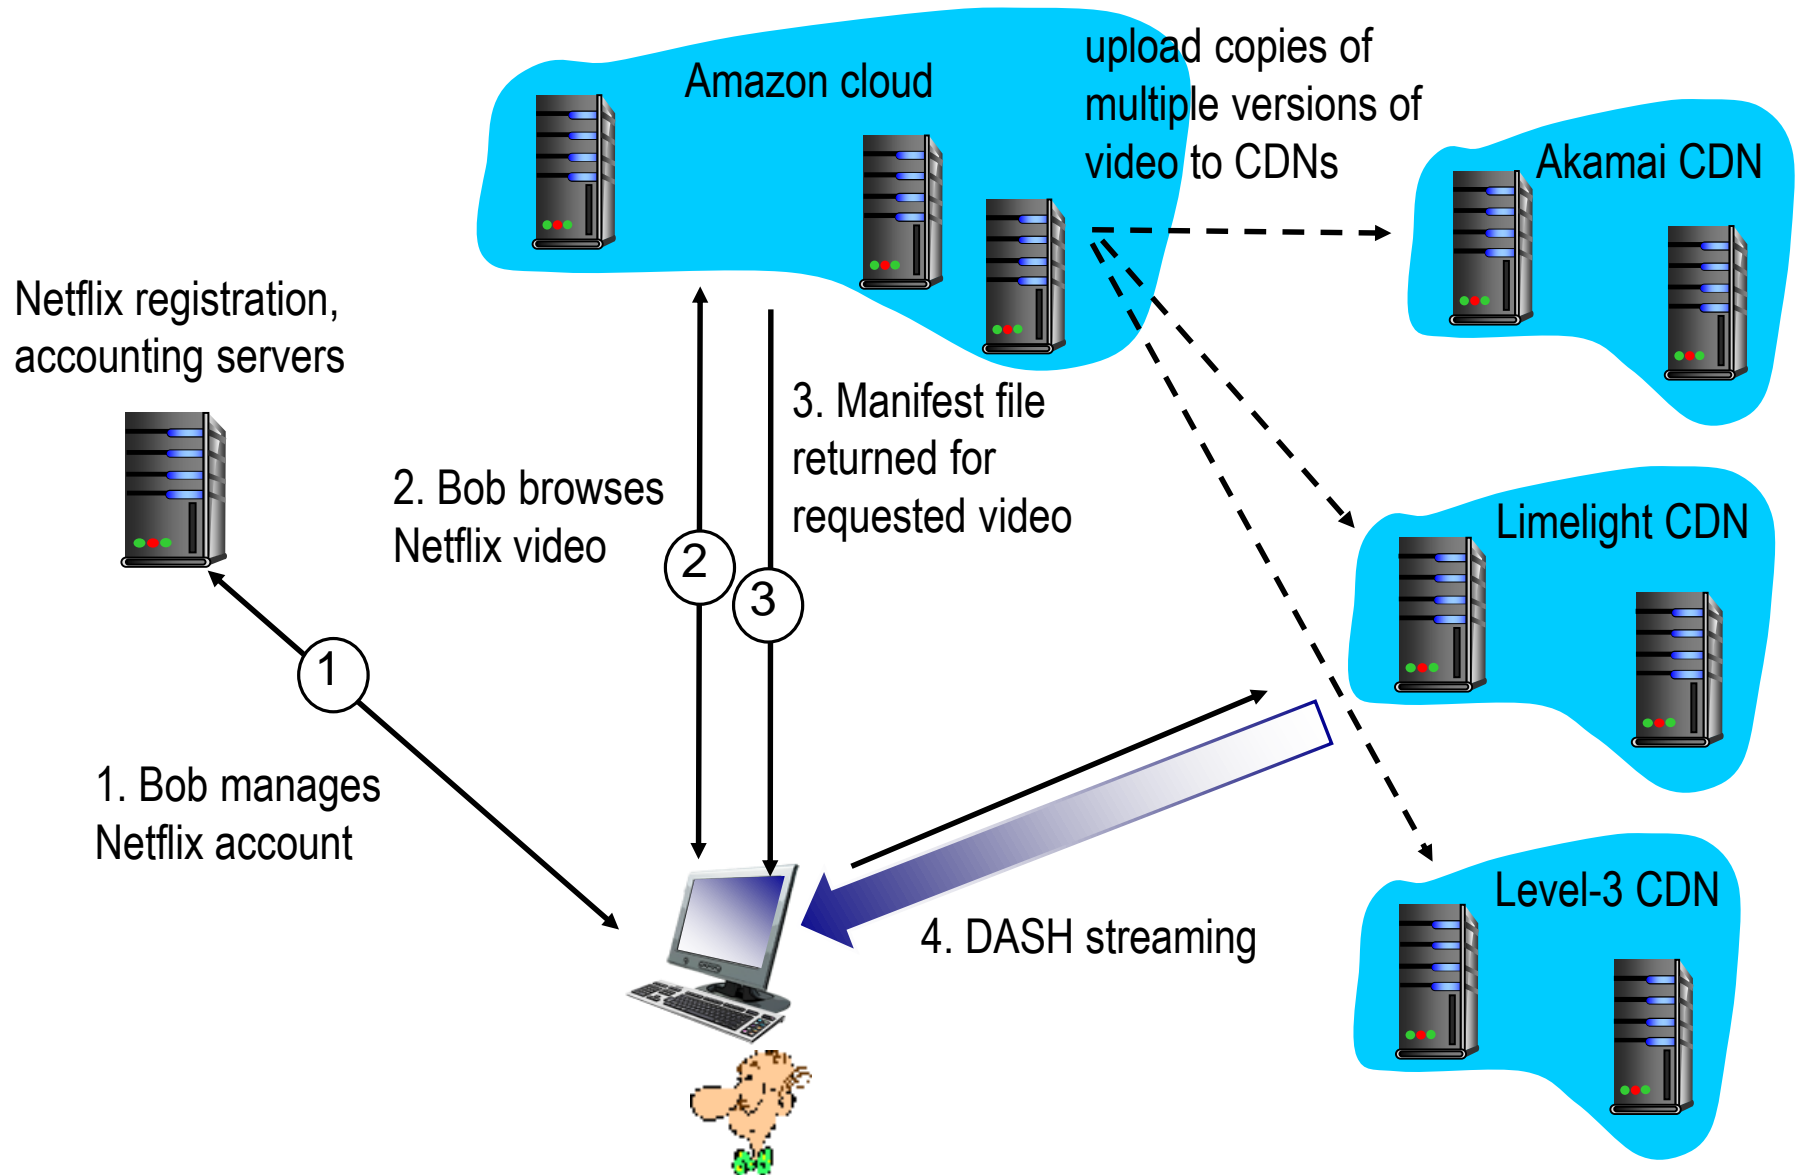 Amazon cloud
upload copies of
multiple versions of
video to CDNs
Akamai CDN
Netflix registration,
accounting servers
3. Manifest file
returned for
requested video
2. Bob browses
Netflix video
2
3
Limelight CDN
1
1. Bob manages
Netflix account
Level-3 CDN
4. DASH streaming